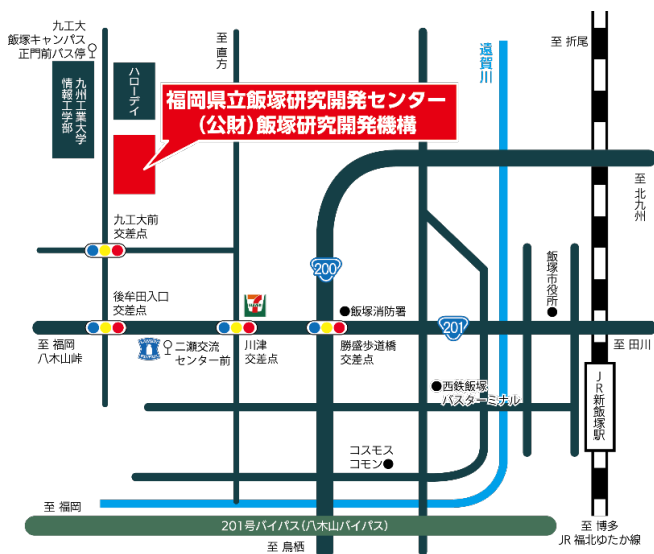 九工大
飯塚キャンパス
正門前バス停
至
直
方
至 折尾
遠
賀
川
九州工業大学
情報工学部
ハローデイ
福岡県立飯塚研究開発センター
(公財)飯塚研究開発機構
至
北
九
州
九工大前
交差点
200
飯
塚
市
役
所
後牟田入口
交差点
飯塚消防署
201
至 福岡
八木山峠
二瀬交流
センター前
川津
交差点
勝盛歩道橋
交差点
至 田川
西鉄飯塚
バスターミナル
JR新飯塚駅
コスモス
コモン
至 福岡
201号バイパス(八木山バイパス)
至 鳥栖
至 博多
JR 福北ゆたか線